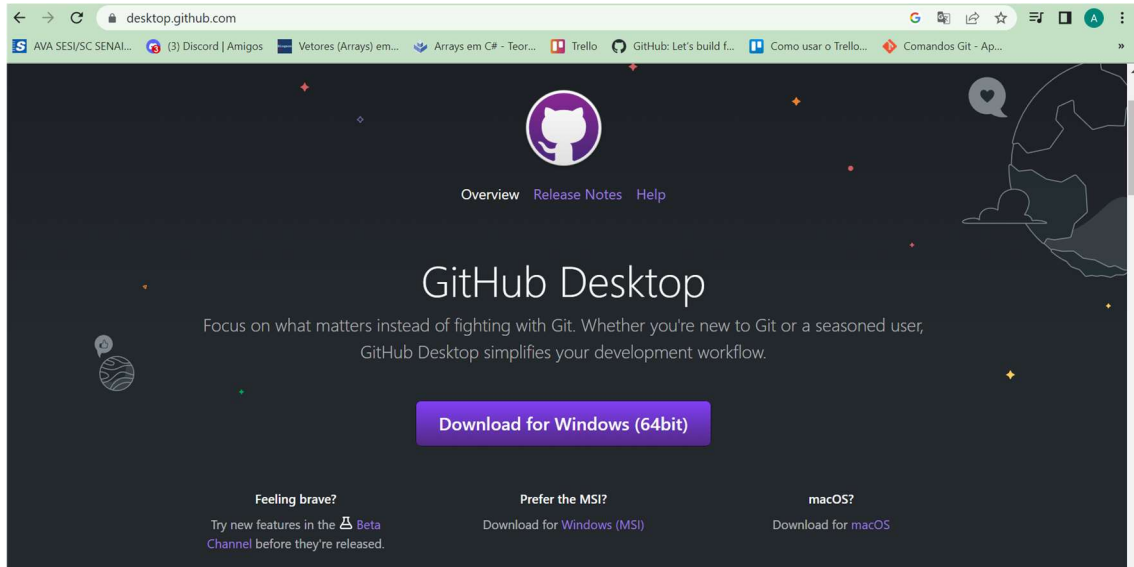 desktop.github.com
AVA SESI/SC SENAI... (3) Discord | Amigos Vetores (Arrays) em... Arrays em C# - Teor... Trello GitHub: Let's build f... Como usar o Trello... Comandos Git - Ap... »
Overview Release Notes Help
GitHub Desktop
Focus on what matters instead of fighting with Git. Whether you're new to Git or a seasoned user,
GitHub Desktop simplifies your development workflow.
Download for Windows (64bit)
Feeling brave?
Try new features in the Beta
Channel before they're released.
Prefer the MSI?
Download for Windows (MSI)
macOS?
Download for macOS